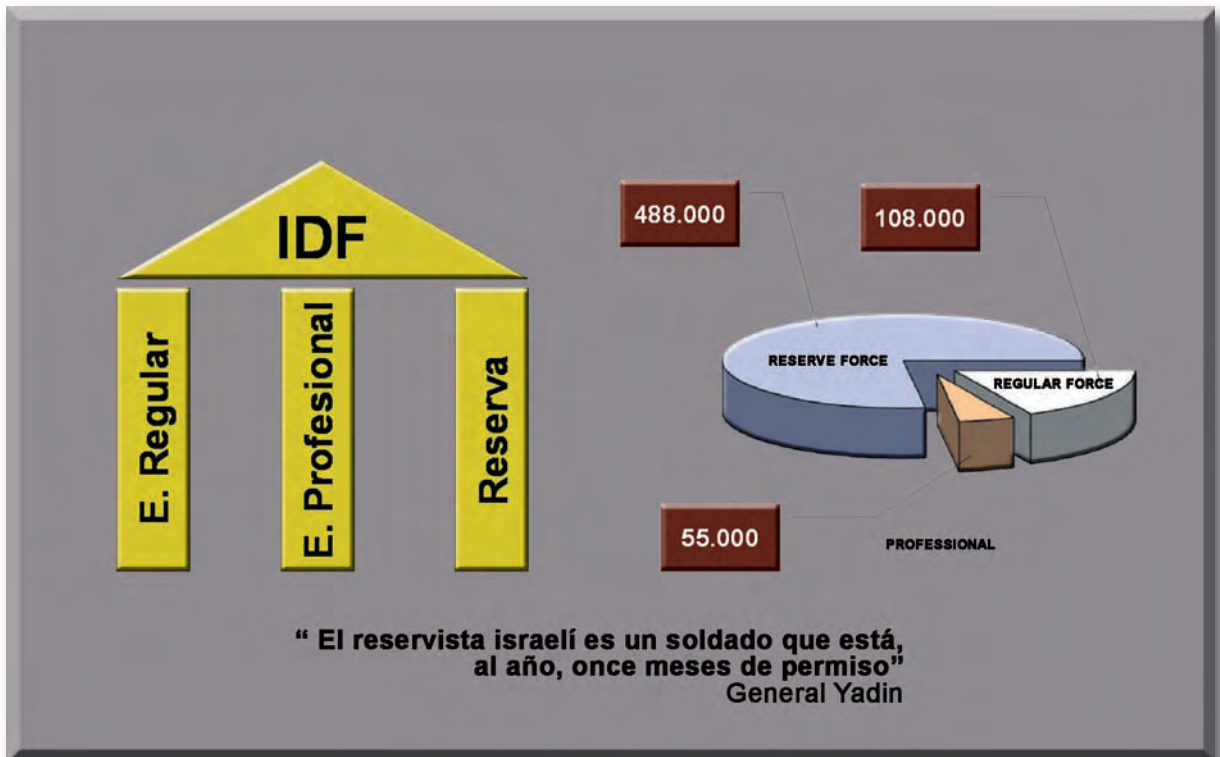 IDF
E. Regular
E. Profesional
Reserva
488.000
108.000
RESERVE FORCE
REGULAR FORCE
55.000
PROFESSIONAL
“ El reservista israelí es un soldado que está,
al año, once meses de permiso”
General Yadin